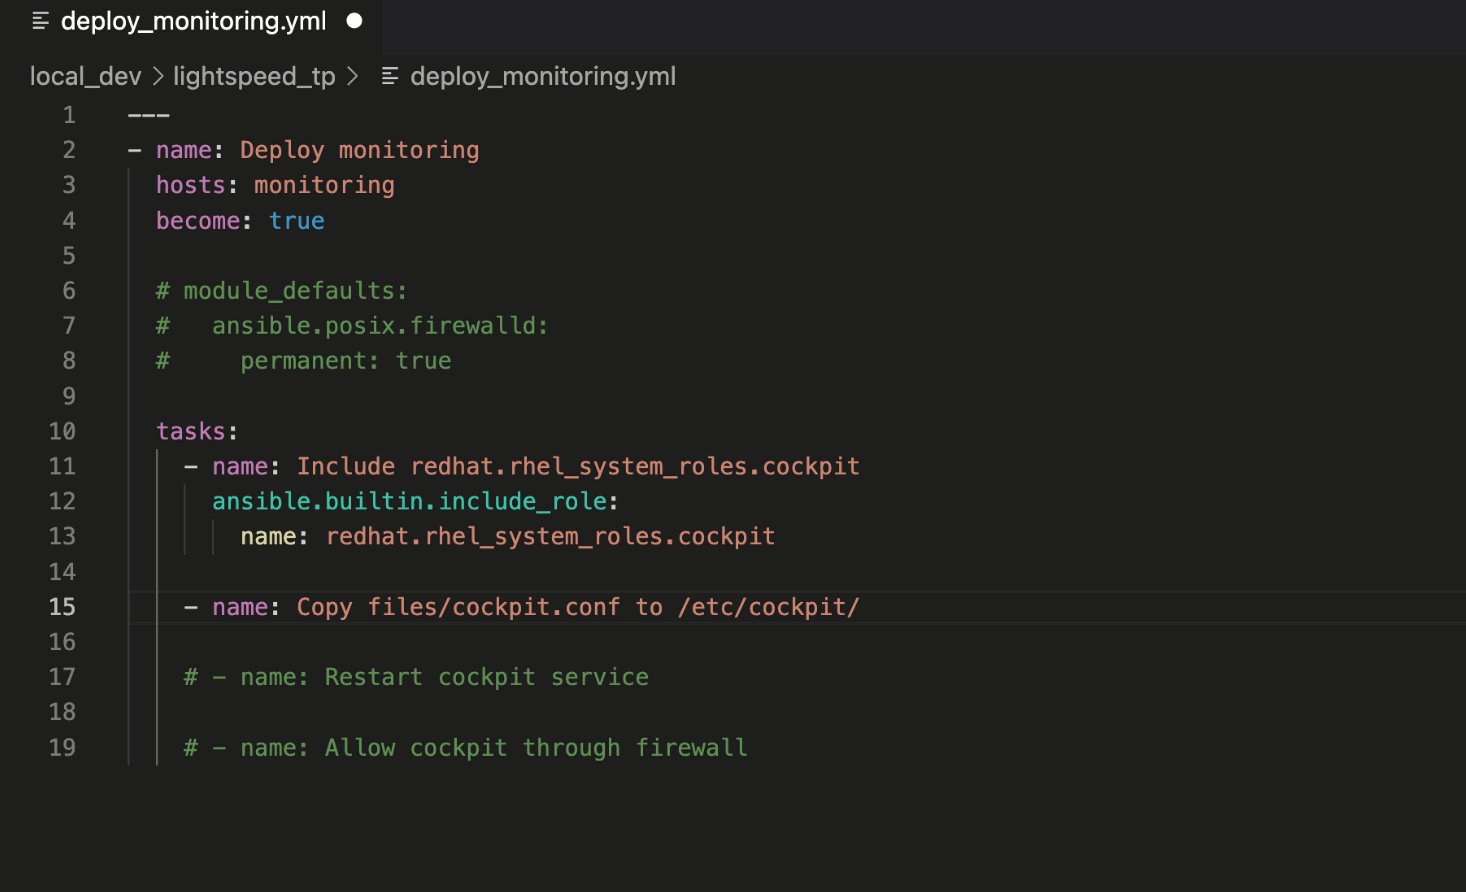 deploy_monitoring.yml
local_dev > lightspeed_tp > deploy_monitoring.yml
1 ---
2 - name: Deploy monitoring
3   hosts: monitoring
4   become: true
5
6   # module_defaults:
7   #   ansible.posix.firewalld:
8   #     permanent: true
9
10   tasks:
11     - name: Include redhat.rhel_system_roles.cockpit
12       ansible.builtin.include_role:
13         name: redhat.rhel_system_roles.cockpit
14
15     - name: Copy files/cockpit.conf to /etc/cockpit/
16
17     # - name: Restart cockpit service
18
19     # - name: Allow cockpit through firewall